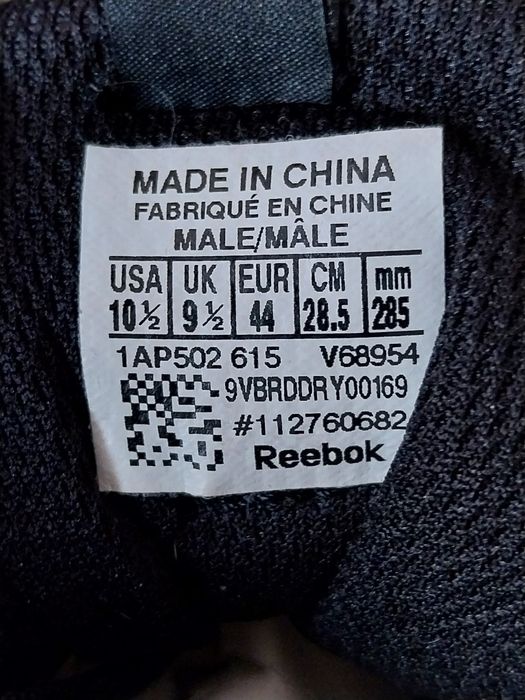 MADE IN CHINA
FABRIQUÉ EN CHINE
MALE/MÂLE
USA UK EUR CM mm
10½ 9½ 44 28.5 285
1AP502 615 V68954
9VBRDDRY00169
#112760682
Reebok